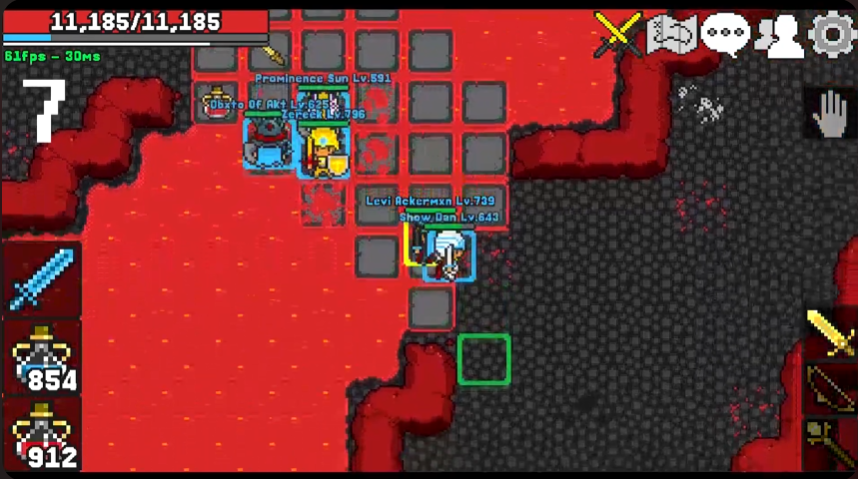 11,185/11,185
61fps - 30ms
7
Prominence Sun Lv.591
Obxto Of Akt Lv.625
Zereck Lv.796
Levi Ackermxn Lv.739
Show Dan Lv.643
854
912